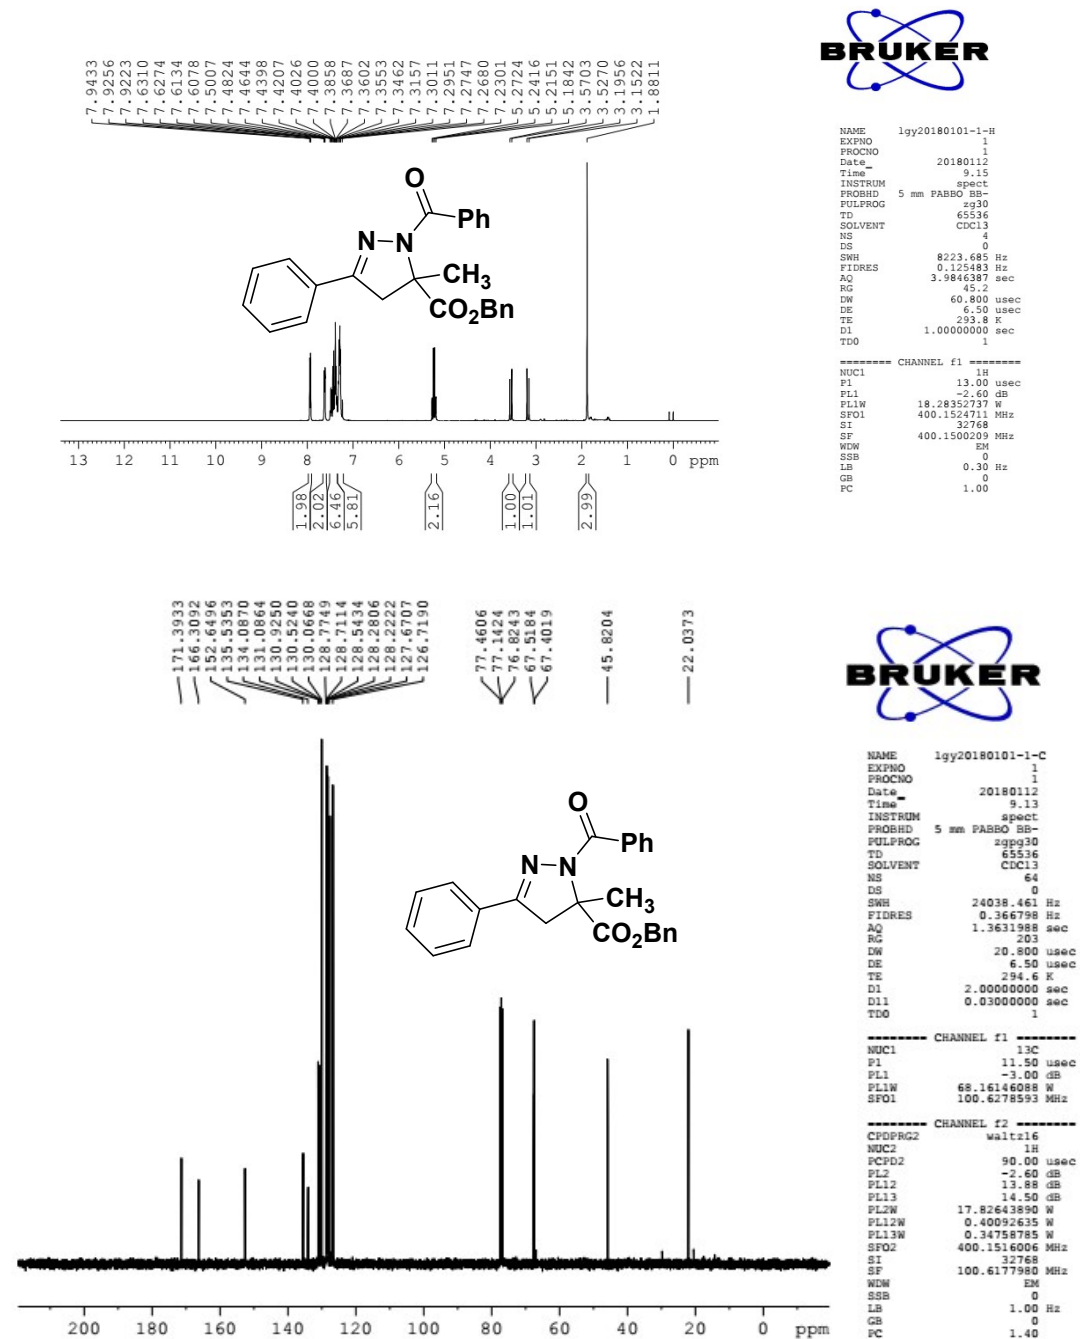 7.9433
7.9256
7.9223
7.6310
7.6274
7.6134
7.6078
7.5007
7.4824
7.4644
7.4398
7.4207
7.4026
7.4000
7.3858
7.3687
7.3602
7.3553
7.3462
7.3157
7.3011
7.2951
7.2747
7.2680
7.2301
5.2724
5.2416
5.2151
5.1842
3.5703
3.5270
3.1956
3.1522
1.8811
BRUKER
O
Ph
N N
CH3
CO2Bn
13 12 11 10 9 8 7 6 5 4 3 2 1 0 ppm
1.98
2.02
6.46
5.81
2.16
1.00
1.01
2.99
NAME lgy20180101-1-H
EXPNO 1
PROCNO 1
Date_ 20180112
Time 9.15
INSTRUM spect
PROBHD 5 mm PABBO BB-
PULPROG zg30
TD 65536
SOLVENT CDCl3
NS 4
DS 0
SWH 8223.685 Hz
FIDRES 0.125483 Hz
AQ 3.9846387 sec
RG 45.2
DW 60.800 usec
DE 6.50 usec
TE 293.8 K
D1 1.00000000 sec
TD0 1
======== CHANNEL f1 ========
NUC1 1H
P1 13.00 usec
PL1 -2.60 dB
PL1W 18.28352737 W
SFO1 400.1524711 MHz
SI 32768
SF 400.1500209 MHz
WDW EM
SSB 0
LB 0.30 Hz
GB 0
PC 1.00
171.3933
166.3092
152.6496
135.5353
134.0870
131.0864
130.9250
130.5240
130.0668
128.7749
128.7114
128.5434
128.2806
128.2222
127.6707
126.7190
77.4606
77.1424
76.8243
67.5184
67.4019
45.8204
22.0373
BRUKER
O
Ph
N N
CH3
CO2Bn
200 180 160 140 120 100 80 60 40 20 0 ppm
NAME lgy20180101-1-C
EXPNO 1
PROCNO 1
Date_ 20180112
Time 9.13
INSTRUM spect
PROBHD 5 mm PABBO BB-
PULPROG zgpg30
TD 65536
SOLVENT CDCl3
NS 64
DS 0
SWH 24038.461 Hz
FIDRES 0.366798 Hz
AQ 1.3631988 sec
RG 203
DW 20.800 usec
DE 6.50 usec
TE 294.6 K
D1 2.00000000 sec
D11 0.03000000 sec
TD0 1
======== CHANNEL f1 ========
NUC1 13C
P1 11.50 usec
PL1 -3.00 dB
PL1W 68.16146088 W
SFO1 100.6278593 MHz
======== CHANNEL f2 ========
CPDPRG2 waltz16
NUC2 1H
PCPD2 90.00 usec
PL2 -2.60 dB
PL12 13.88 dB
PL13 14.50 dB
PL2W 17.82643890 W
PL12W 0.40092635 W
PL13W 0.34758785 W
SFO2 400.1516006 MHz
SI 32768
SF 100.6177980 MHz
WDW EM
SSB 0
LB 1.00 Hz
GB 0
PC 1.40